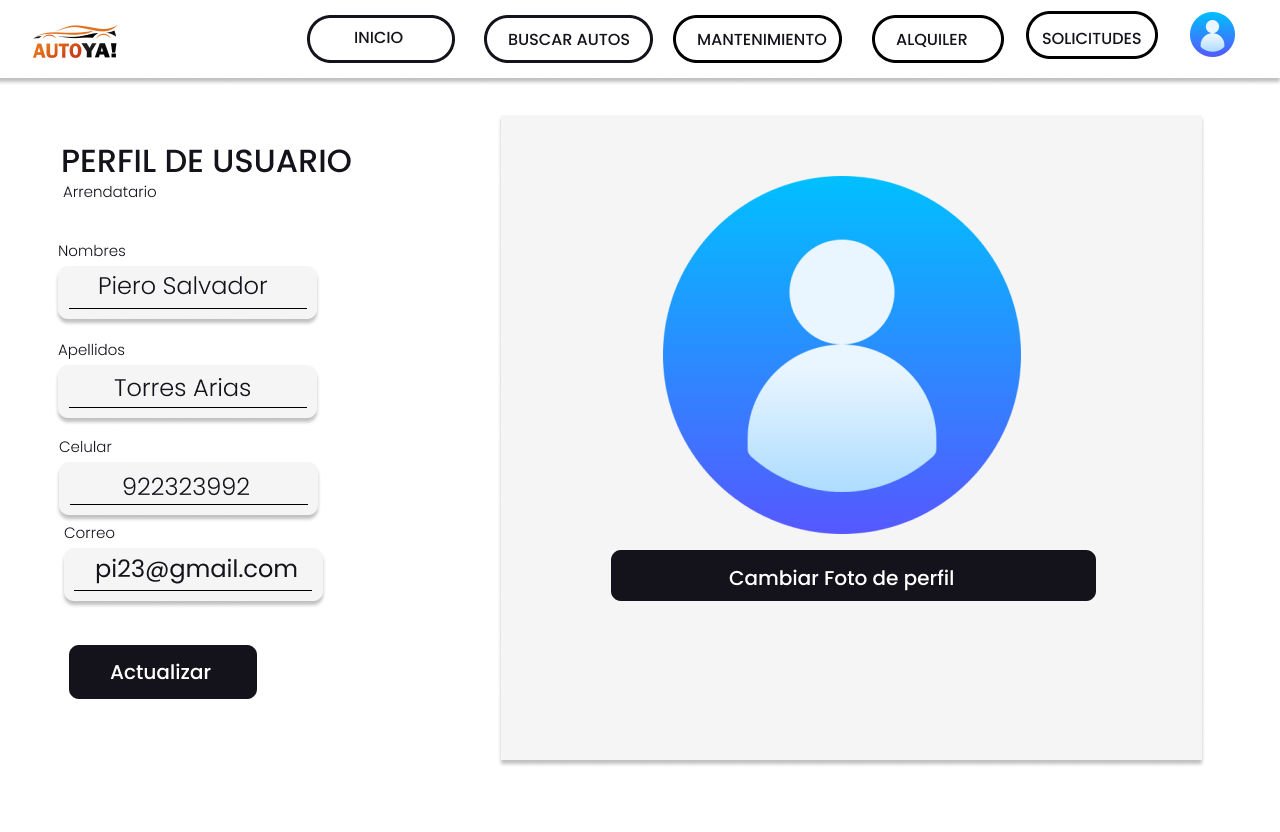 AUTOYA!
INICIO
BUSCAR AUTOS
MANTENIMIENTO
ALQUILER
SOLICITUDES
PERFIL DE USUARIO
Arrendatario
Nombres
Piero Salvador
Apellidos
Torres Arias
Celular
922323992
Correo
pi23@gmail.com
Actualizar
Cambiar Foto de perfil